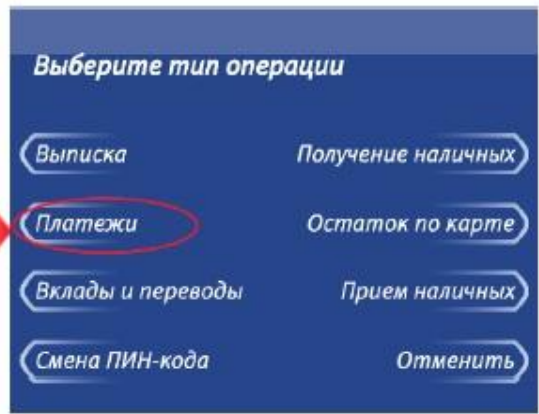 Выберите тип операции
Выписка
Получение наличных
Платежи
Остаток по карте
Вклады и переводы
Прием наличных
Смена ПИН-кода
Отменить